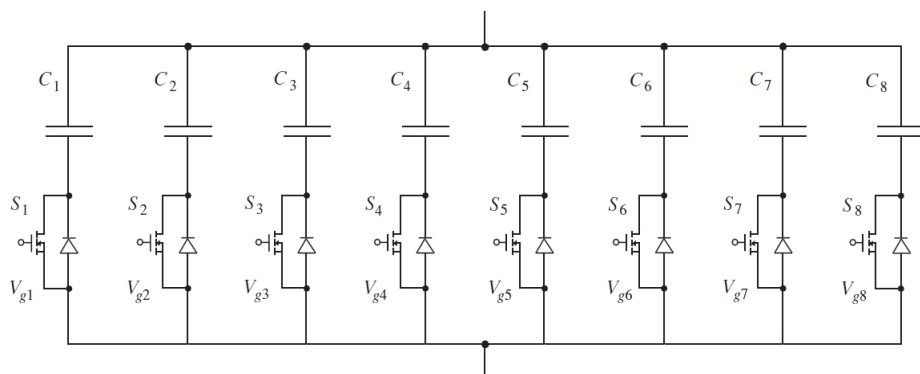 C1 C2 C3 C4 C5 C6 C7 C8
S1 S2 S3 S4 S5 S6 S7 S8
Vg1 Vg2 Vg3 Vg4 Vg5 Vg6 Vg7 Vg8